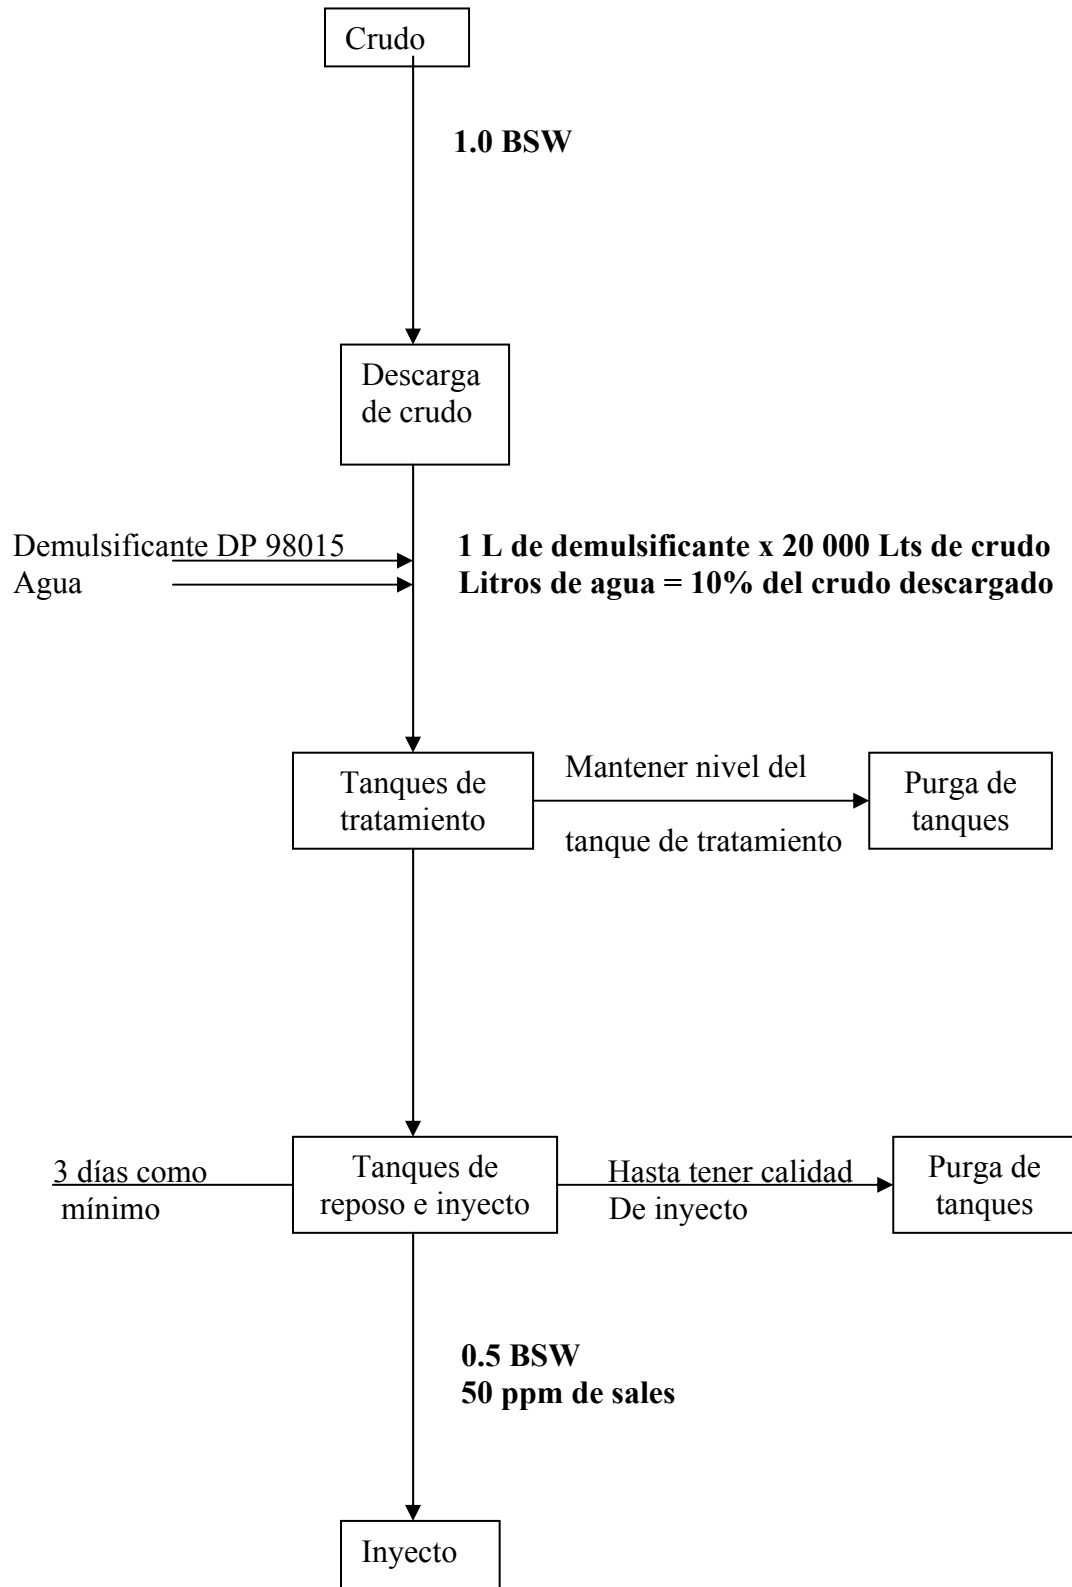 Crudo
1.0 BSW
Descarga
de crudo
Demulsificante DP 98015
Agua
1 L de demulsificante x 20 000 Lts de crudo
Litros de agua = 10% del crudo descargado
Tanques de
tratamiento
Mantener nivel del
tanque de tratamiento
Purga de
tanques
3 días como
mínimo
Tanques de
reposo e inyecto
Hasta tener calidad
De inyecto
Purga de
tanques
0.5 BSW
50 ppm de sales
Inyecto